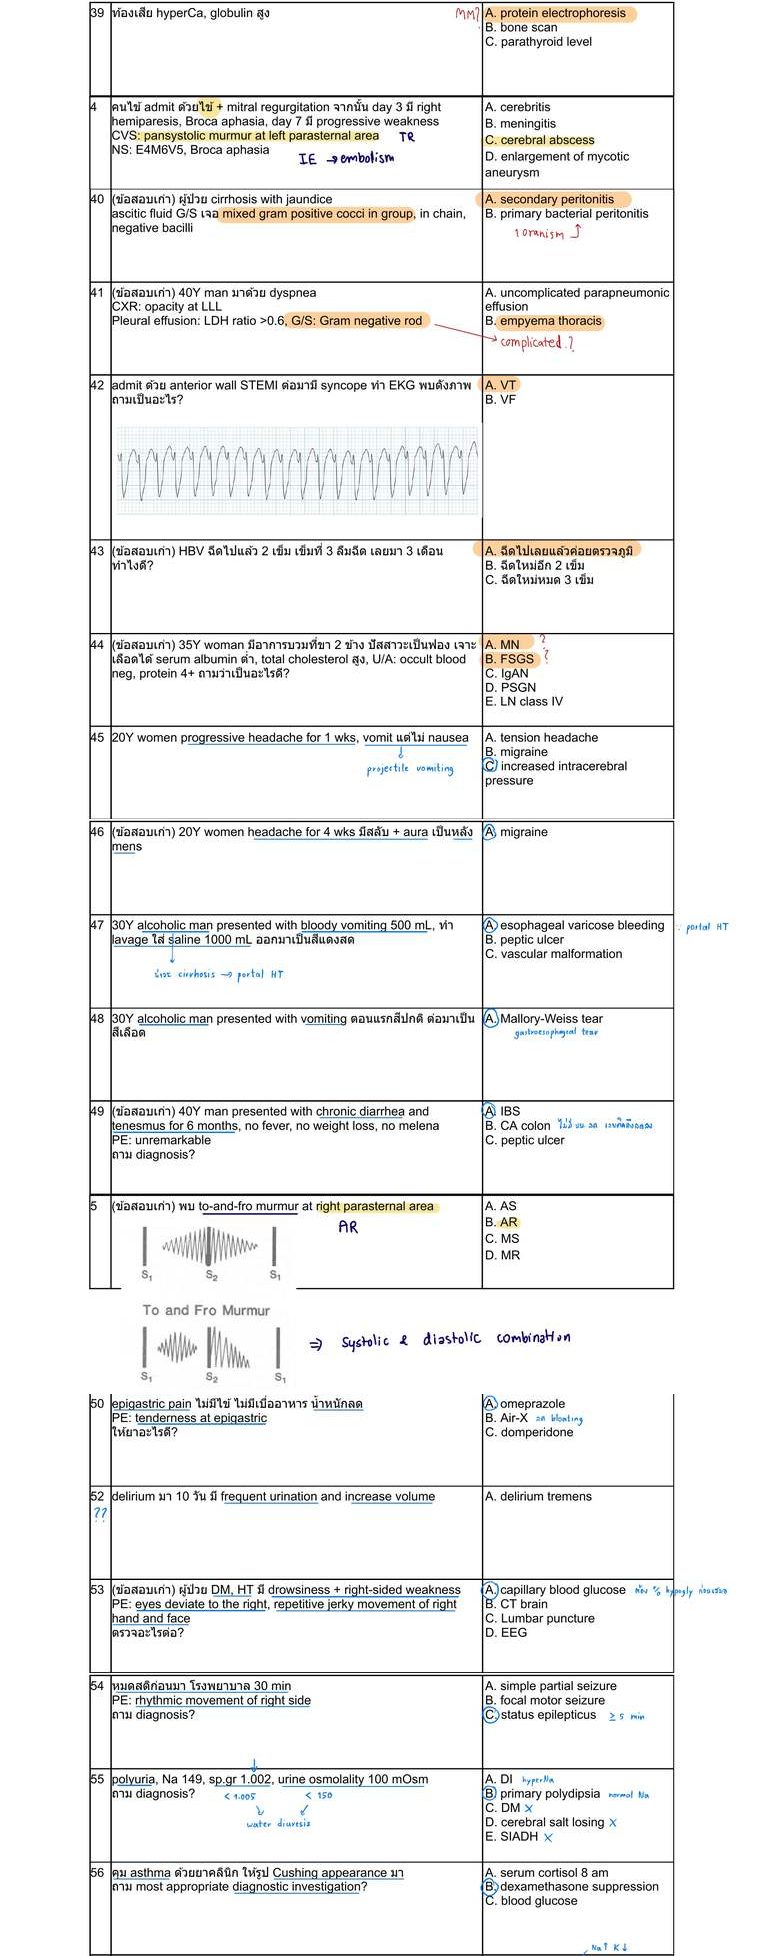 39 ท้องเสีย hyperCa, globulin สูง MM? A. protein electrophoresis
B. bone scan
C. parathyroid level
4 คนไข้ admit ด้วยไข้ + mitral regurgitation จากนั้น day 3 มี right A. cerebritis
hemiparesis, Broca aphasia, day 7 มี progressive weakness B. meningitis
CVS: pansystolic murmur at left parasternal area TR C. cerebral abscess
NS: E4M6V5, Broca aphasia D. enlargement of mycotic
IE → embolism aneurysm
40 (ข้อสอบเก่า) ผู้ป่วย cirrhosis with jaundice A. secondary peritonitis
ascitic fluid G/S เจอ mixed gram positive cocci in group, in chain, B. primary bacterial peritonitis
negative bacilli 1 oranism
41 (ข้อสอบเก่า) 40Y man มาด้วย dyspnea A. uncomplicated parapneumonic
CXR: opacity at LLL effusion
Pleural effusion: LDH ratio >0.6, G/S: Gram negative rod B. empyema thoracis
complicated ?
42 admit ด้วย anterior wall STEMI ต่อมามี syncope ทำ EKG พบดังภาพ A. VT
ถามเป็นอะไร? B. VF
43 (ข้อสอบเก่า) HBV ฉีดไปแล้ว 2 เข็ม เข็มที่ 3 ลืมฉีด เลยมา 3 เดือน A. ฉีดไปเลยแล้วค่อยตรวจภูมิ
ทำไงดี? B. ฉีดใหม่อีก 2 เข็ม
C. ฉีดใหม่หมด 3 เข็ม
44 (ข้อสอบเก่า) 35Y woman มีอาการบวมที่ขา 2 ข้าง ปัสสาวะเป็นฟอง เจาะ A. MN ?
เลือดได้ serum albumin ต่ำ, total cholesterol สูง, U/A: occult blood B. FSGS ?
neg, protein 4+ ถามว่าเป็นอะไรดี? C. IgAN
D. PSGN
E. LN class IV
45 20Y women progressive headache for 1 wks, vomit แต่ไม่ nausea A. tension headache
B. migraine
projectile vomiting C. increased intracerebral
pressure
46 (ข้อสอบเก่า) 20Y women headache for 4 wks มีสลับ + aura เป็นหลัง A. migraine
mens
47 30Y alcoholic man presented with bloody vomiting 500 mL, ทำ A. esophageal varicose bleeding ∵ portal HT
lavage ใส่ saline 1000 mL ออกมาเป็นสีแดงสด B. peptic ulcer
C. vascular malformation
cirrhosis → portal HT
48 30Y alcoholic man presented with vomiting ตอนแรกสีปกติ ต่อมาเป็น A. Mallory-Weiss tear
สีเลือด gastroesophageal tear
49 (ข้อสอบเก่า) 40Y man presented with chronic diarrhea and A. IBS
tenesmus for 6 months, no fever, no weight loss, no melena B. CA colon
PE: unremarkable C. peptic ulcer
ถาม diagnosis?
5 (ข้อสอบเก่า) พบ to-and-fro murmur at right parasternal area A. AS
AR B. AR
C. MS
D. MR
S1 S2 S1
To and Fro Murmur
⇒ Systolic & diastolic combination
S1 S2 S1
50 epigastric pain ไม่มีไข้ ไม่มีเบื่ออาหาร น้ำหนักลด A. omeprazole
PE: tenderness at epigastric B. Air-X ลด bloating
ให้ยาอะไรดี? C. domperidone
52 delirium มา 10 วัน มี frequent urination and increase volume A. delirium tremens
??
53 (ข้อสอบเก่า) ผู้ป่วย DM, HT มี drowsiness + right-sided weakness A. capillary blood glucose ต้อง r/o hypogly ก่อนเสมอ
PE: eyes deviate to the right, repetitive jerky movement of right B. CT brain
hand and face C. Lumbar puncture
ตรวจอะไรต่อ? D. EEG
54 หมดสติก่อนมา โรงพยาบาล 30 min A. simple partial seizure
PE: rhythmic movement of right side B. focal motor seizure
ถาม diagnosis? C. status epilepticus ≥ 5 min
55 polyuria, Na 149, sp.gr 1.002, urine osmolality 100 mOsm A. DI hyperNa
ถาม diagnosis? < 1.005 < 150 B. primary polydipsia normal Na
water diuresis C. DM X
D. cerebral salt losing X
E. SIADH X
56 คุม asthma ด้วยยาคลินิก ให้รูป Cushing appearance มา A. serum cortisol 8 am
ถาม most appropriate diagnostic investigation? B. dexamethasone suppression
C. blood glucose
Na↑ K↓